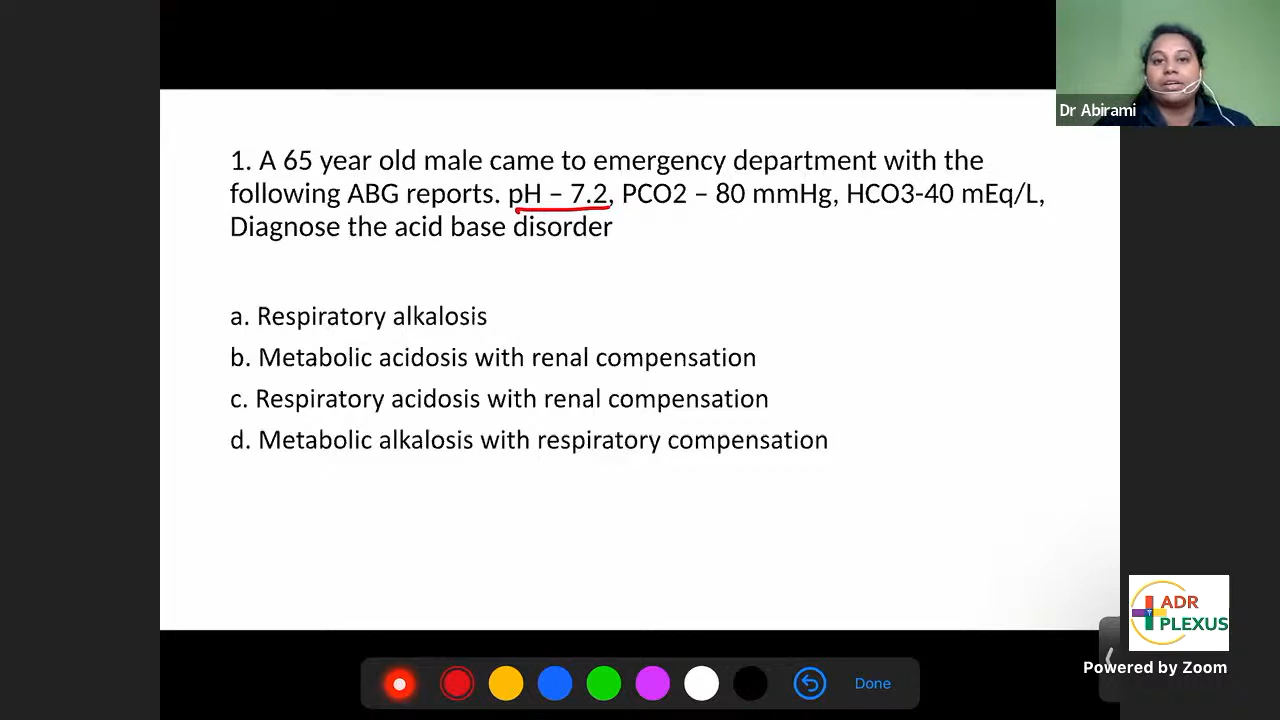 Dr Abirami
1. A 65 year old male came to emergency department with the
following ABG reports. pH – 7.2, PCO2 – 80 mmHg, HCO3-40 mEq/L,
Diagnose the acid base disorder
a. Respiratory alkalosis
b. Metabolic acidosis with renal compensation
c. Respiratory acidosis with renal compensation
d. Metabolic alkalosis with respiratory compensation
ADR
PLEXUS
Powered by Zoom
Done